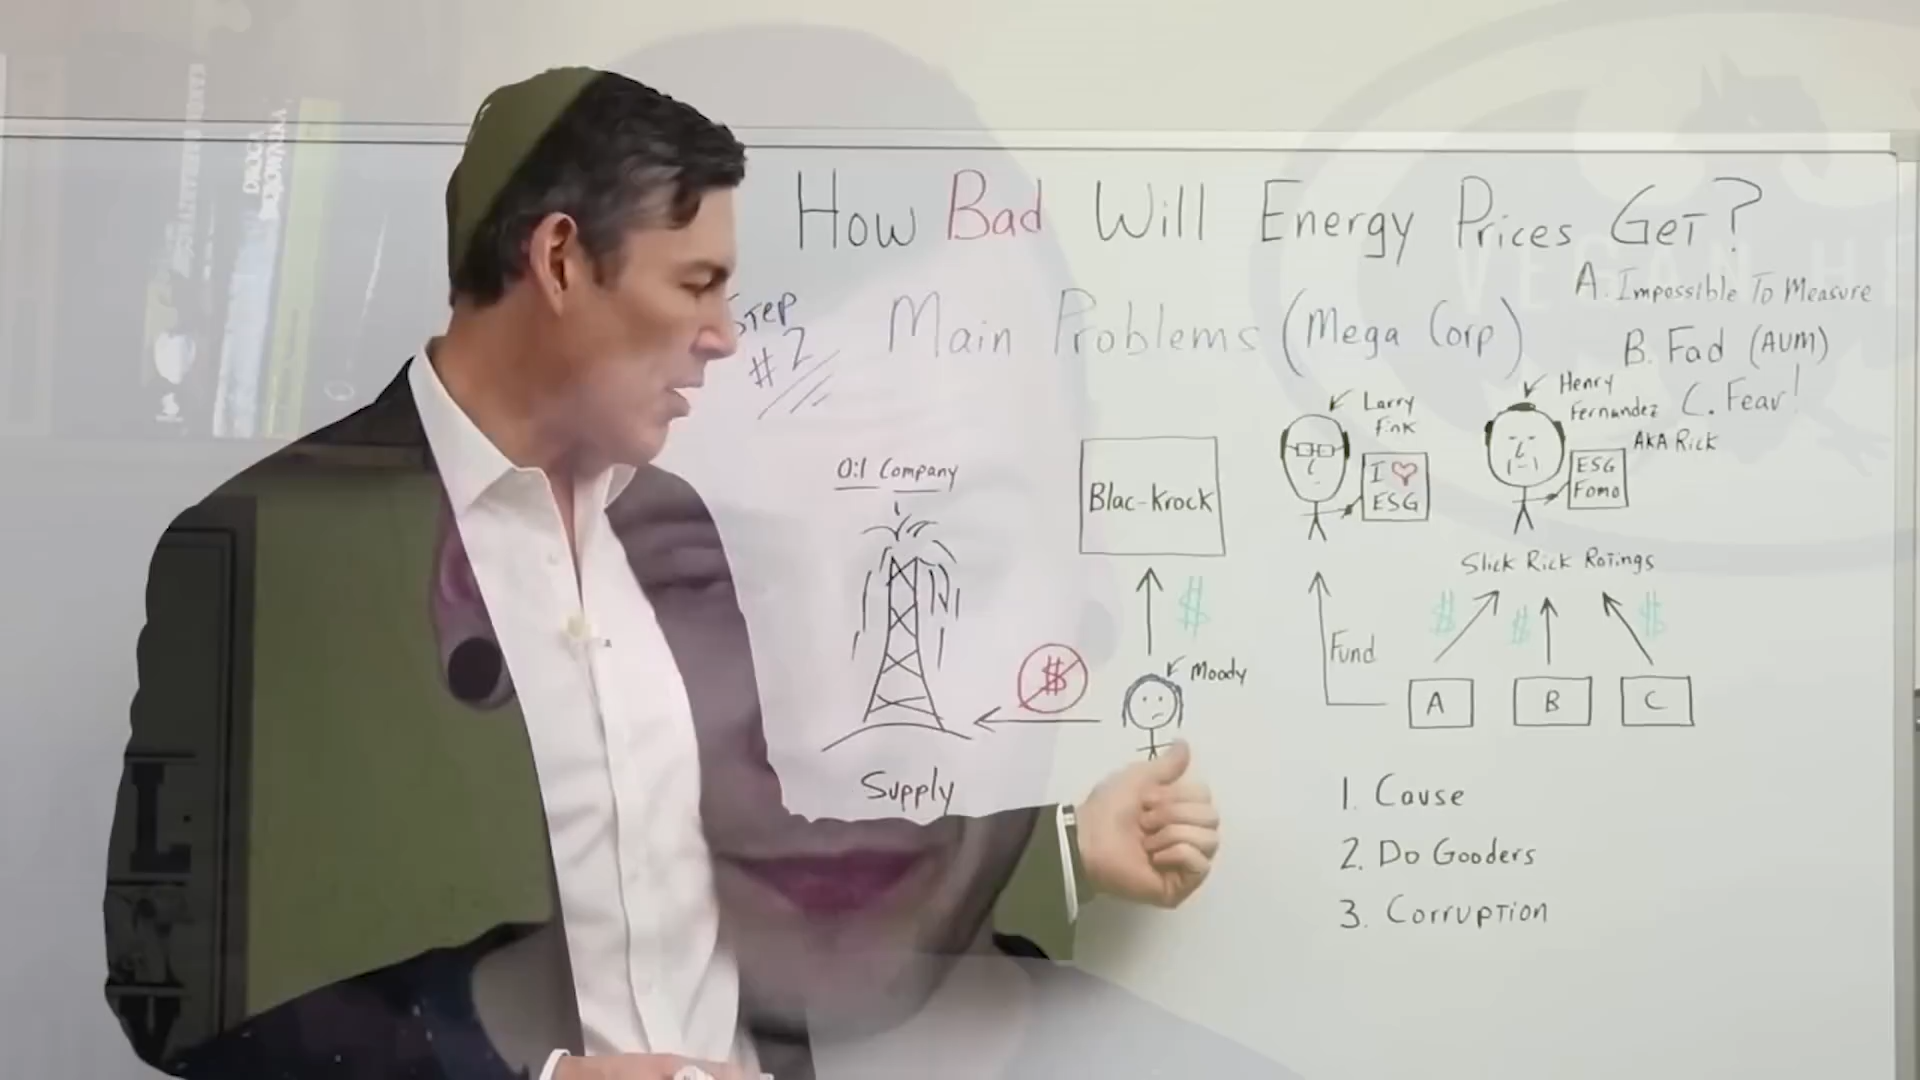 How Bad Will Energy Prices Get?
A. Impossible To Measure
Step
#2
Main Problems (Mega Corp)
B. Fad (AUM)
C. Fear!
Larry
Fink
Henry
Fernandez
AKA Rick
Oil Company
Blac-Krock
I ♥
ESG
ESG
Fomo
Slick Rick Ratings
$
$
$
$
Fund
$
Moody
A
B
C
Supply
1. Cause
2. Do Gooders
3. Corruption
VEGAN